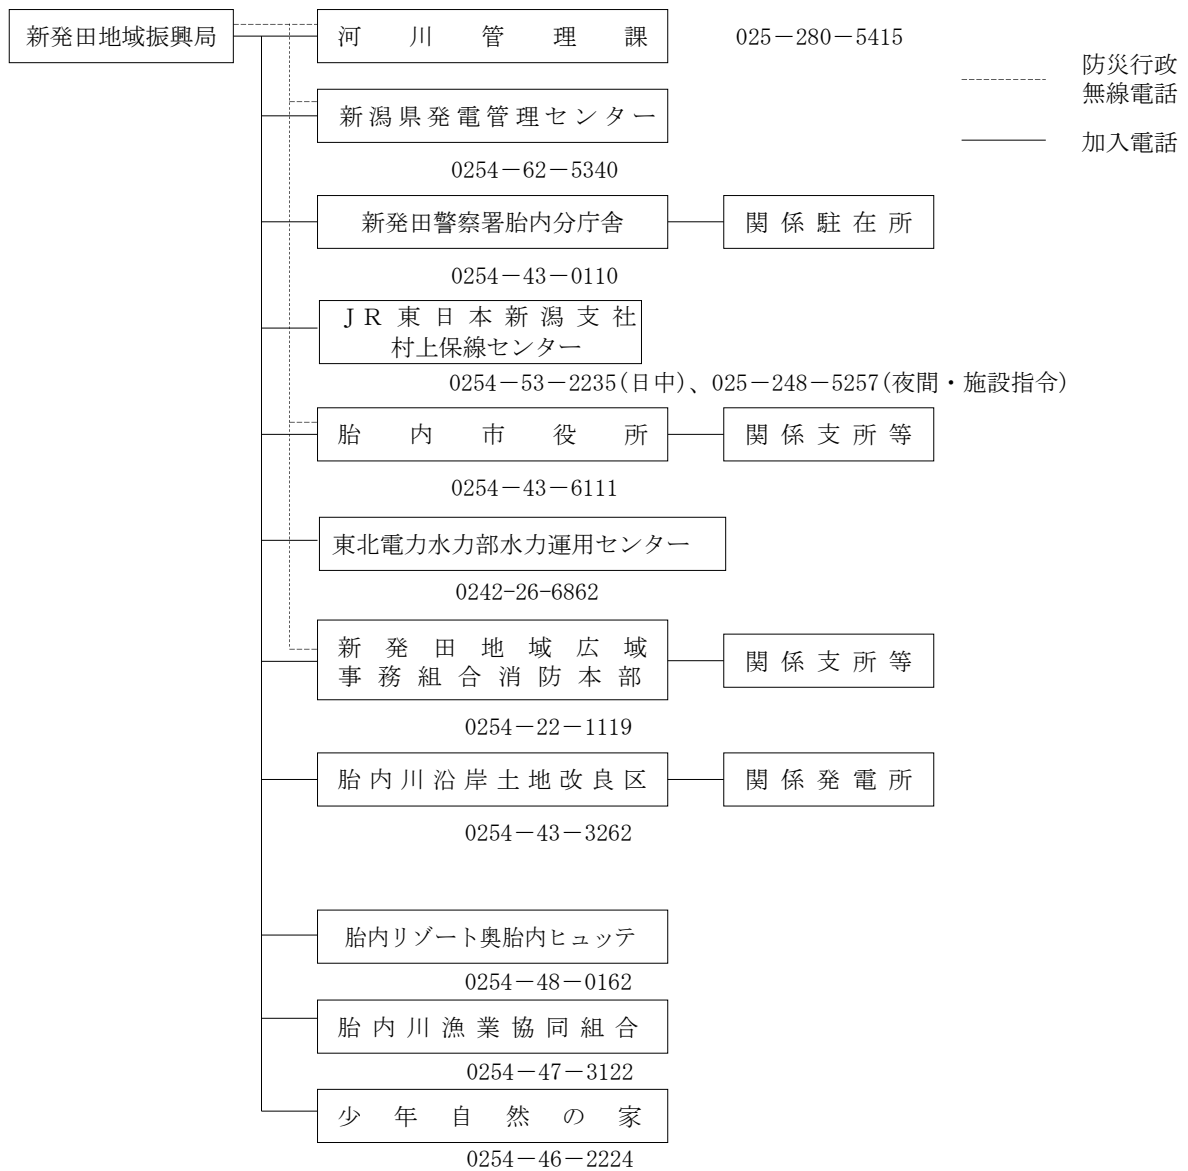 新発田地域振興局
河川管理課
025－280－5415
防災行政
無線電話
加入電話
新潟県発電管理センター
0254－62－5340
新発田警察署胎内分庁舎
関係駐在所
0254－43－0110
ＪＲ東日本新潟支社
村上保線センター
0254－53－2235(日中)、025－248－5257(夜間・施設指令)
胎内市役所
関係支所等
0254－43－6111
東北電力水力部水力運用センター
0242-26-6862
新発田地域広域
事務組合消防本部
関係支所等
0254－22－1119
胎内川沿岸土地改良区
関係発電所
0254－43－3262
胎内リゾート奥胎内ヒュッテ
0254－48－0162
胎内川漁業協同組合
0254－47－3122
少年自然の家
0254－46－2224